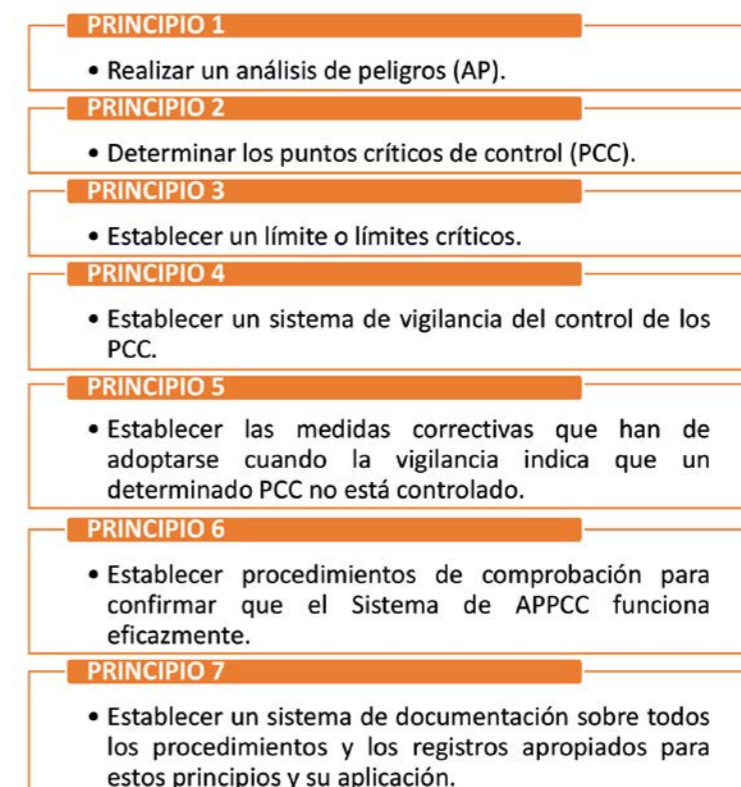 PRINCIPIO 1
• Realizar un análisis de peligros (AP).
PRINCIPIO 2
• Determinar los puntos críticos de control (PCC).
PRINCIPIO 3
• Establecer un límite o límites críticos.
PRINCIPIO 4
• Establecer un sistema de vigilancia del control de los
PCC.
PRINCIPIO 5
• Establecer las medidas correctivas que han de
adoptarse cuando la vigilancia indica que un
determinado PCC no está controlado.
PRINCIPIO 6
• Establecer procedimientos de comprobación para
confirmar que el Sistema de APPCC funciona
eficazmente.
PRINCIPIO 7
• Establecer un sistema de documentación sobre todos
los procedimientos y los registros apropiados para
estos principios y su aplicación.